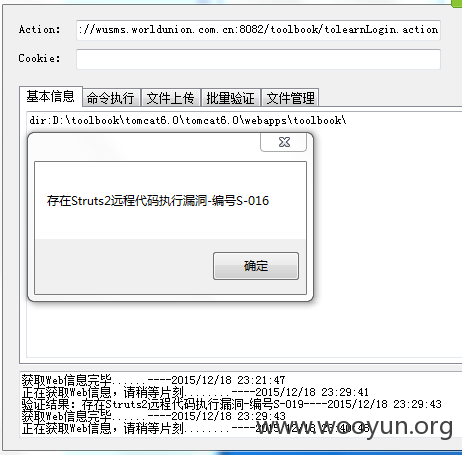 Action: ://wusms.worldunion.com.cn:8082/toolbook/tolearnLogin.action
Cookie:
基本信息 命令执行 文件上传 批量验证 文件管理
dir:D:\toolbook\tomcat6.0\tomcat6.0\webapps\toolbook\
存在Struts2远程代码执行漏洞-编号S-016
确定
获取Web信息完毕......----2015/12/18 23:21:47
正在获取Web信息,请稍等片刻........----2015/12/18 23:29:41
验证结果:存在Struts2远程代码执行漏洞-编号S-019----2015/12/18 23:29:43
获取Web信息完毕......----2015/12/18 23:29:43
正在获取Web信息,请稍等片刻........----2015/12/18
www.wooyun.org